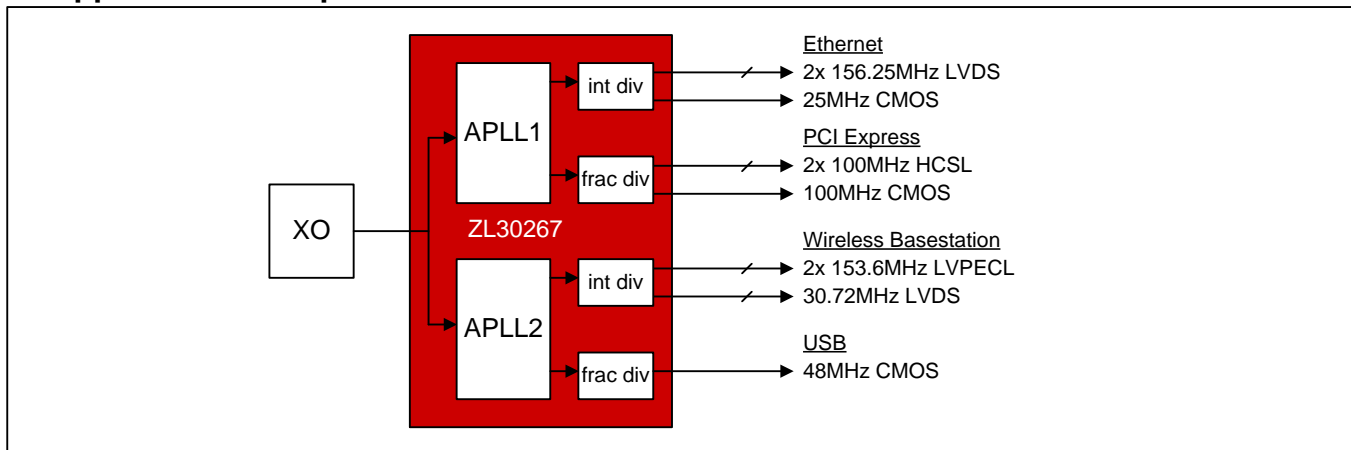 Ethernet
2x 156.25MHz LVDS
25MHz CMOS
int div
APLL1
PCI Express
2x 100MHz HCSL
100MHz CMOS
frac div
XO
ZL30267
Wireless Basestation
2x 153.6MHz LVPECL
30.72MHz LVDS
int div
APLL2
USB
48MHz CMOS
frac div